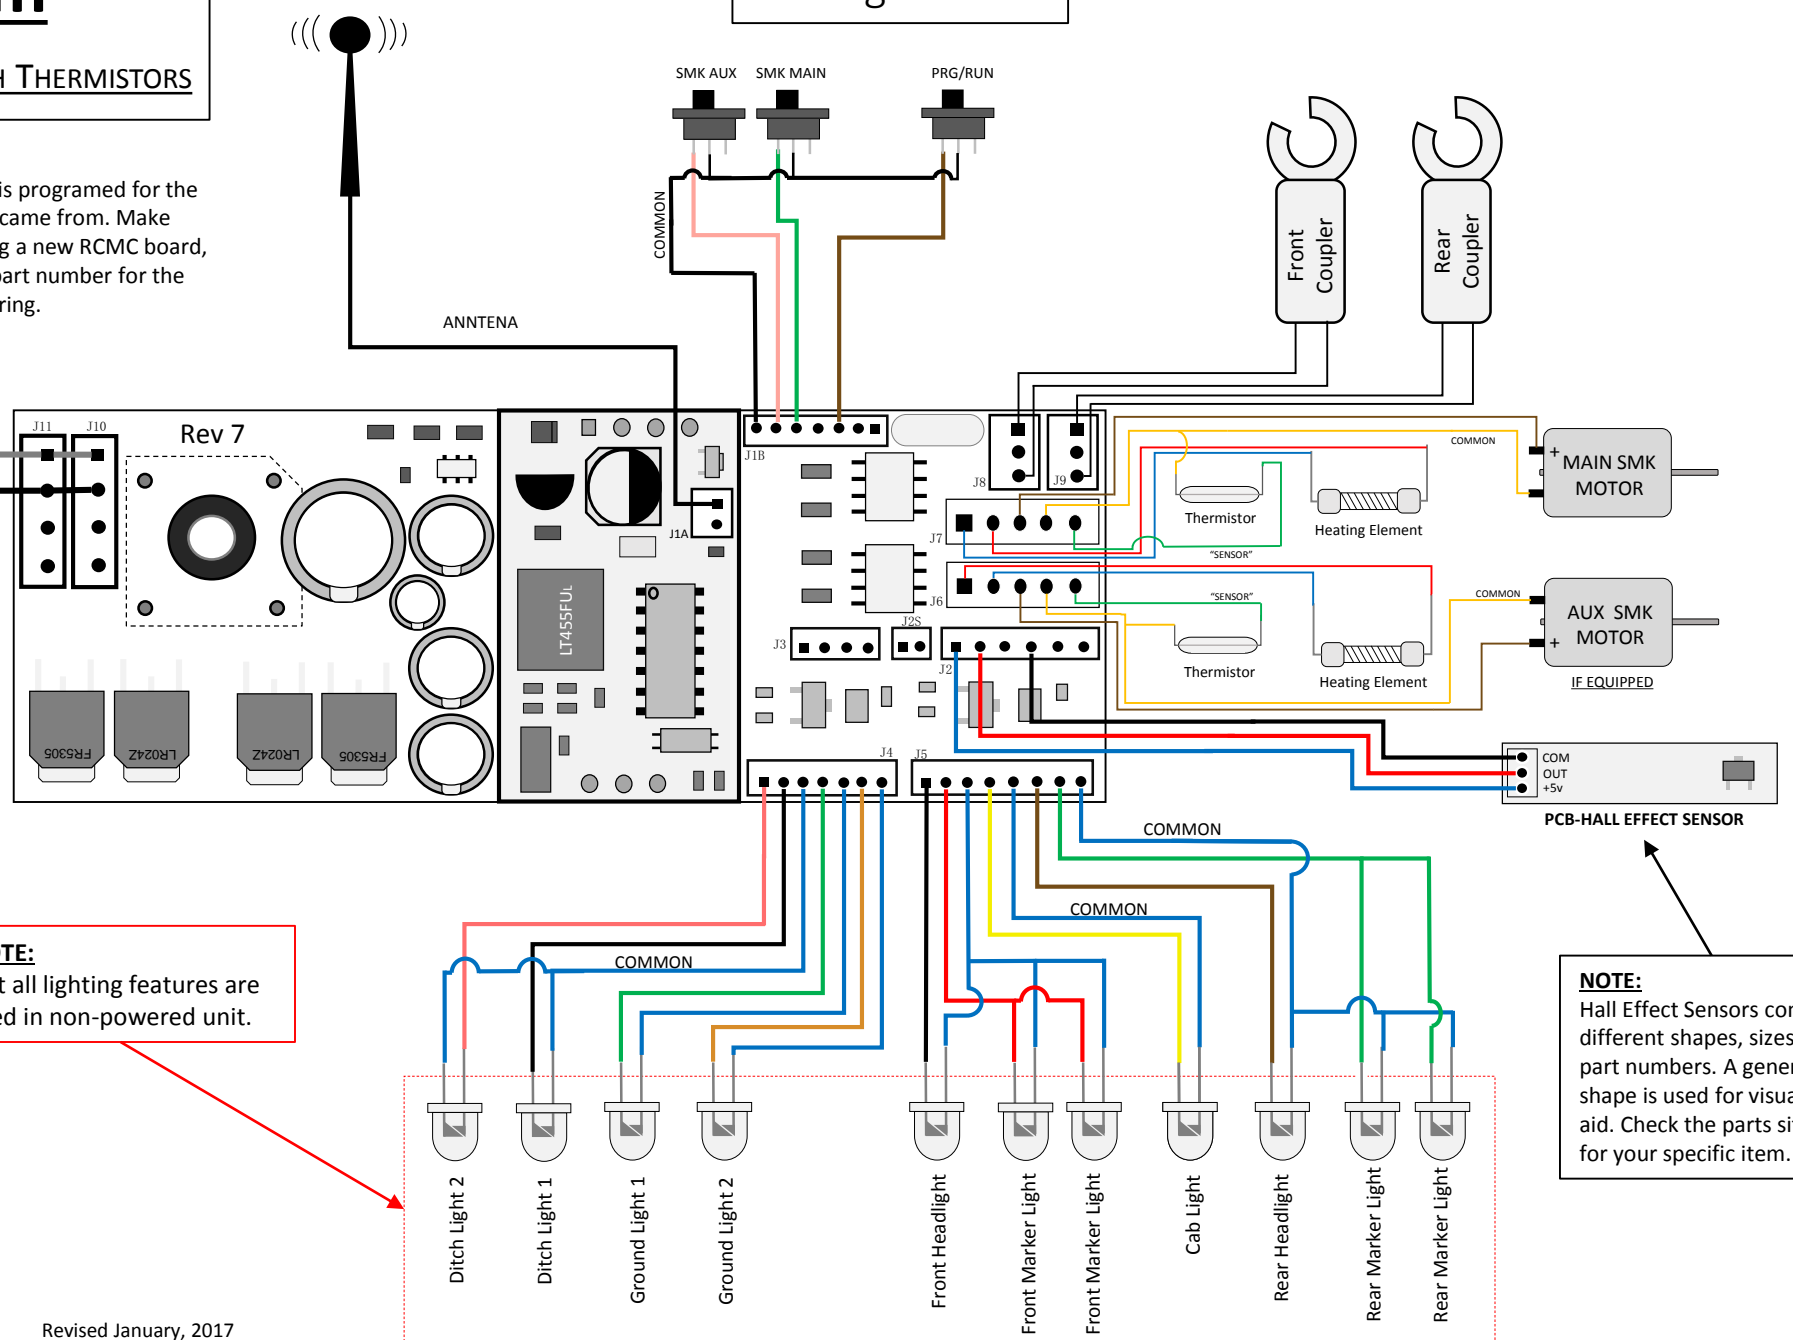 THERMISTORS
is programed for the
came from. Make
g a new RCMC board,
part number for the
ring.
SMK AUX
SMK MAIN
PRG/RUN
COMMON
ANNTENA
Front
Coupler
Rear
Coupler
J11
J10
Rev 7
J1A
J1B
J8
J9
J7
J6
J3
J2S
J2
J4
J5
LT455FUL
FR5305
LR024Z
LR024Z
FR5305
COMMON
+
MAIN SMK
MOTOR
Thermistor
Heating Element
"SENSOR"
"SENSOR"
COMMON
AUX SMK
MOTOR
+
IF EQUIPPED
Thermistor
Heating Element
COM
OUT
+5v
PCB-HALL EFFECT SENSOR
COMMON
COMMON
COMMON
TE:
t all lighting features are
ed in non-powered unit.
NOTE:
Hall Effect Sensors
different shapes, sizes
part numbers. A
shape is used for
aid. Check the parts
for your specific item.
Ditch Light 2
Ditch Light 1
Ground Light 1
Ground Light 2
Front Headlight
Front Marker Light
Front Marker Light
Cab Light
Rear Headlight
Rear Marker Light
Rear Marker Light
Revised January, 2017